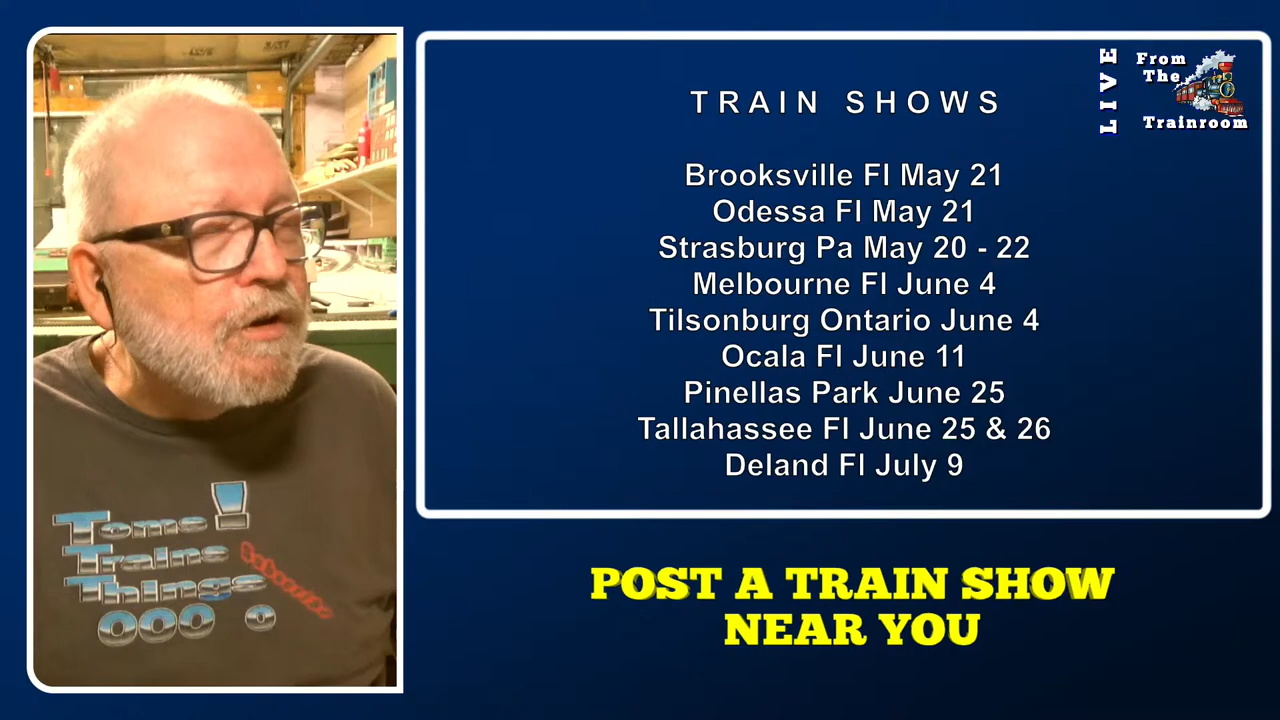 TRAIN SHOWS
Brooksville Fl May 21
Odessa Fl May 21
Strasburg Pa May 20 - 22
Melbourne Fl June 4
Tilsonburg Ontario June 4
Ocala Fl June 11
Pinellas Park June 25
Tallahassee Fl June 25 & 26
Deland Fl July 9
LIVE
From
The
Trainroom
POST A TRAIN SHOW
NEAR YOU
Toms !
Trains
Things
OOO O